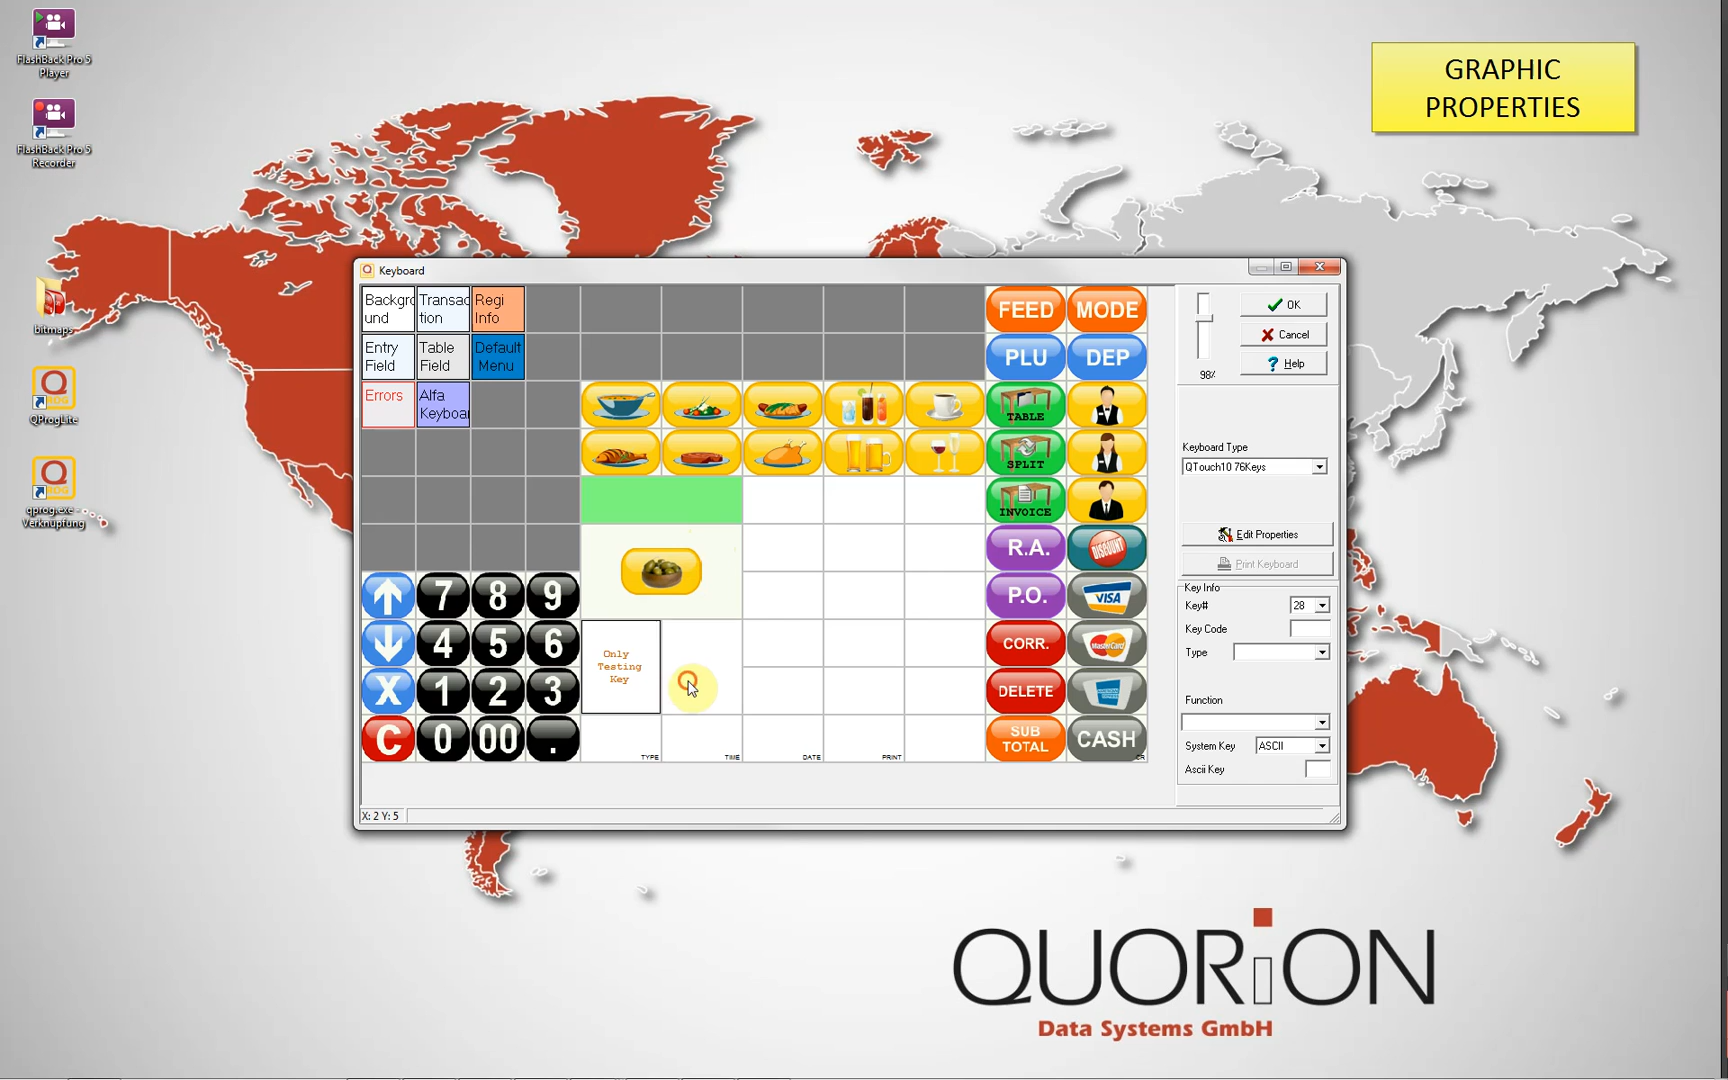 FlashBack Pro 5
Player
FlashBack Pro 5
Recorder
bitmaps
QProgLite
qprog.exe -
Verknüpfung
GRAPHIC
PROPERTIES
Keyboard
Backgro
und
Transac
tion
Regi
Info
Entry
Field
Table
Field
Default
Menu
Errors
Alfa
Keyboar
FEED
MODE
PLU
DEP
TABLE
SPLIT
INVOICE
R.A.
DISCOUNT
P.O.
VISA
CORR.
MasterCard
DELETE
SUB
TOTAL
CASH
CR
7
8
9
4
5
6
X
1
2
3
C
0
00
.
Only
Testing
Key
TYPE
TIME
DATE
PRINT
OK
Cancel
Help
98%
Keyboard Type
QTouch10 76Keys
Edit Properties
Print Keyboard
Key Info
Key#
28
Key Code
Type
Function
System Key
ASCII
Ascii Key
X: 2 Y: 5
QUORiON
Data Systems GmbH